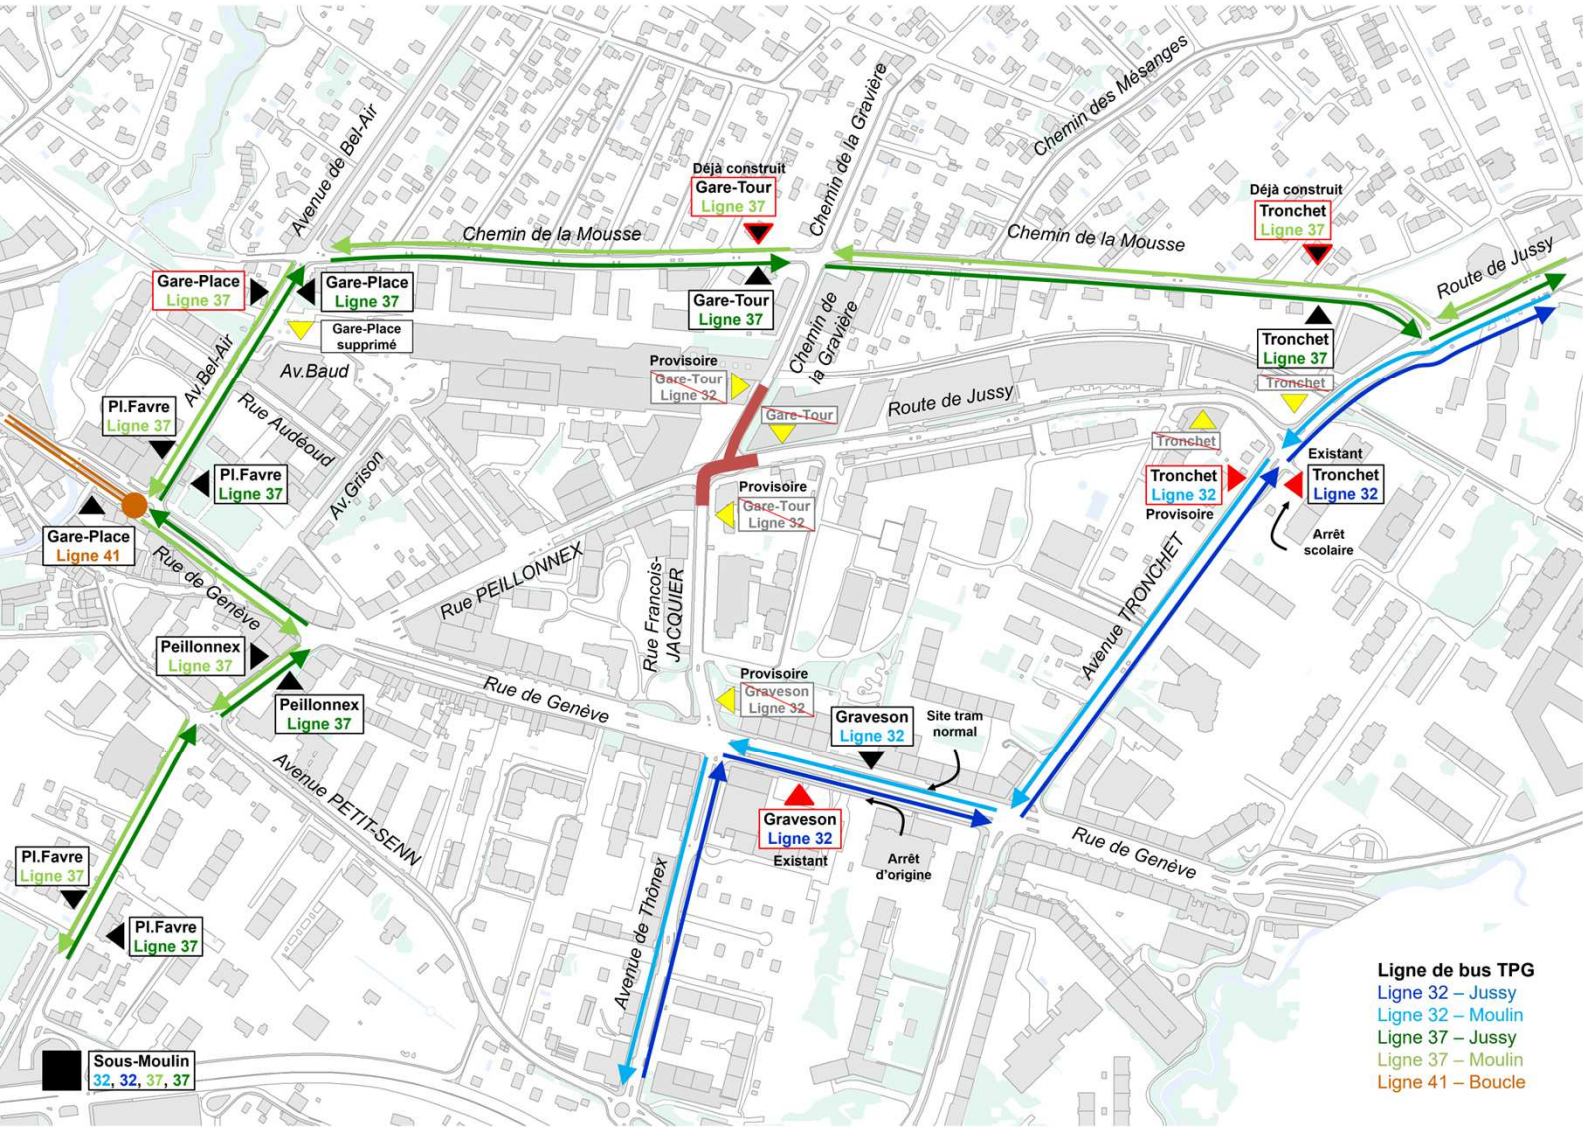 Chemin des Mésanges
Chemin de la Gravière
Avenue de Bel-Air
Déjà construit
Gare-Tour
Ligne 37
Déjà construit
Tronchet
Ligne 37
Chemin de la Mousse
Chemin de la Mousse
Route de Jussy
Gare-Place
Ligne 37
Gare-Place
Ligne 37
Gare-Tour
Ligne 37
Chemin de
la Gravière
Gare-Place
supprimé
Tronchet
Ligne 37
Av.Bel-Air
Av.Baud
Provisoire
Gare-Tour
Ligne 32
Tronchet
Pl.Favre
Ligne 37
Rue Audéoud
Gare-Tour
Route de Jussy
Tronchet
Existant
Tronchet
Ligne 32
Tronchet
Ligne 32
Provisoire
Pl.Favre
Ligne 37
Av.Grison
Provisoire
Gare-Tour
Ligne 32
Arrêt
scolaire
Gare-Place
Ligne 41
Rue de Genève
Rue PEILLONNEX
Rue Francois-
JACQUIER
Avenue TRONCHET
Peillonnex
Ligne 37
Provisoire
Graveson
Ligne 32
Peillonnex
Ligne 37
Rue de Genève
Graveson
Ligne 32
Site tram
normal
Avenue PETIT-SENN
Graveson
Ligne 32
Existant
Arrêt
d'origine
Rue de Genève
Pl.Favre
Ligne 37
Pl.Favre
Ligne 37
Avenue de Thônex
Ligne de bus TPG
Ligne 32 – Jussy
Ligne 32 – Moulin
Ligne 37 – Jussy
Ligne 37 – Moulin
Ligne 41 – Boucle
Sous-Moulin
32, 32, 37, 37